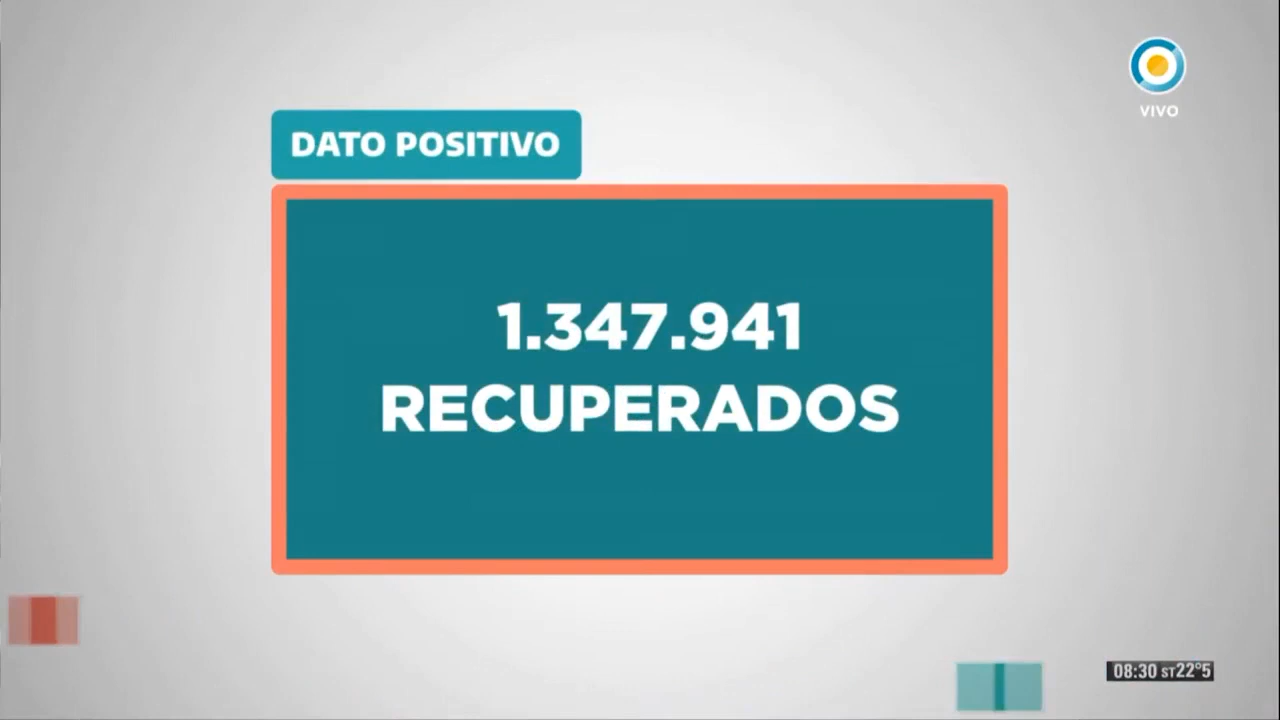 VIVO
DATO POSITIVO
1.347.941
RECUPERADOS
08:30 ST22°5